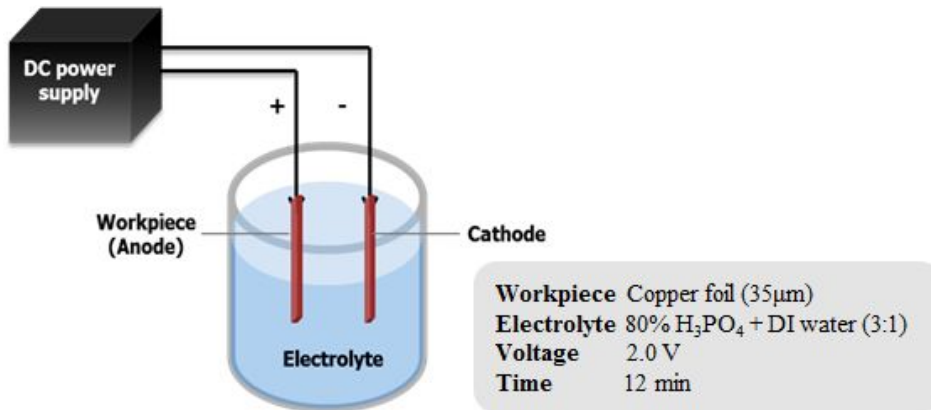 DC power
supply
+
-
Workpiece
(Anode)
Cathode
Electrolyte
Workpiece Copper foil (35μm)
Electrolyte 80% H₃PO₄ + DI water (3:1)
Voltage 2.0 V
Time 12 min